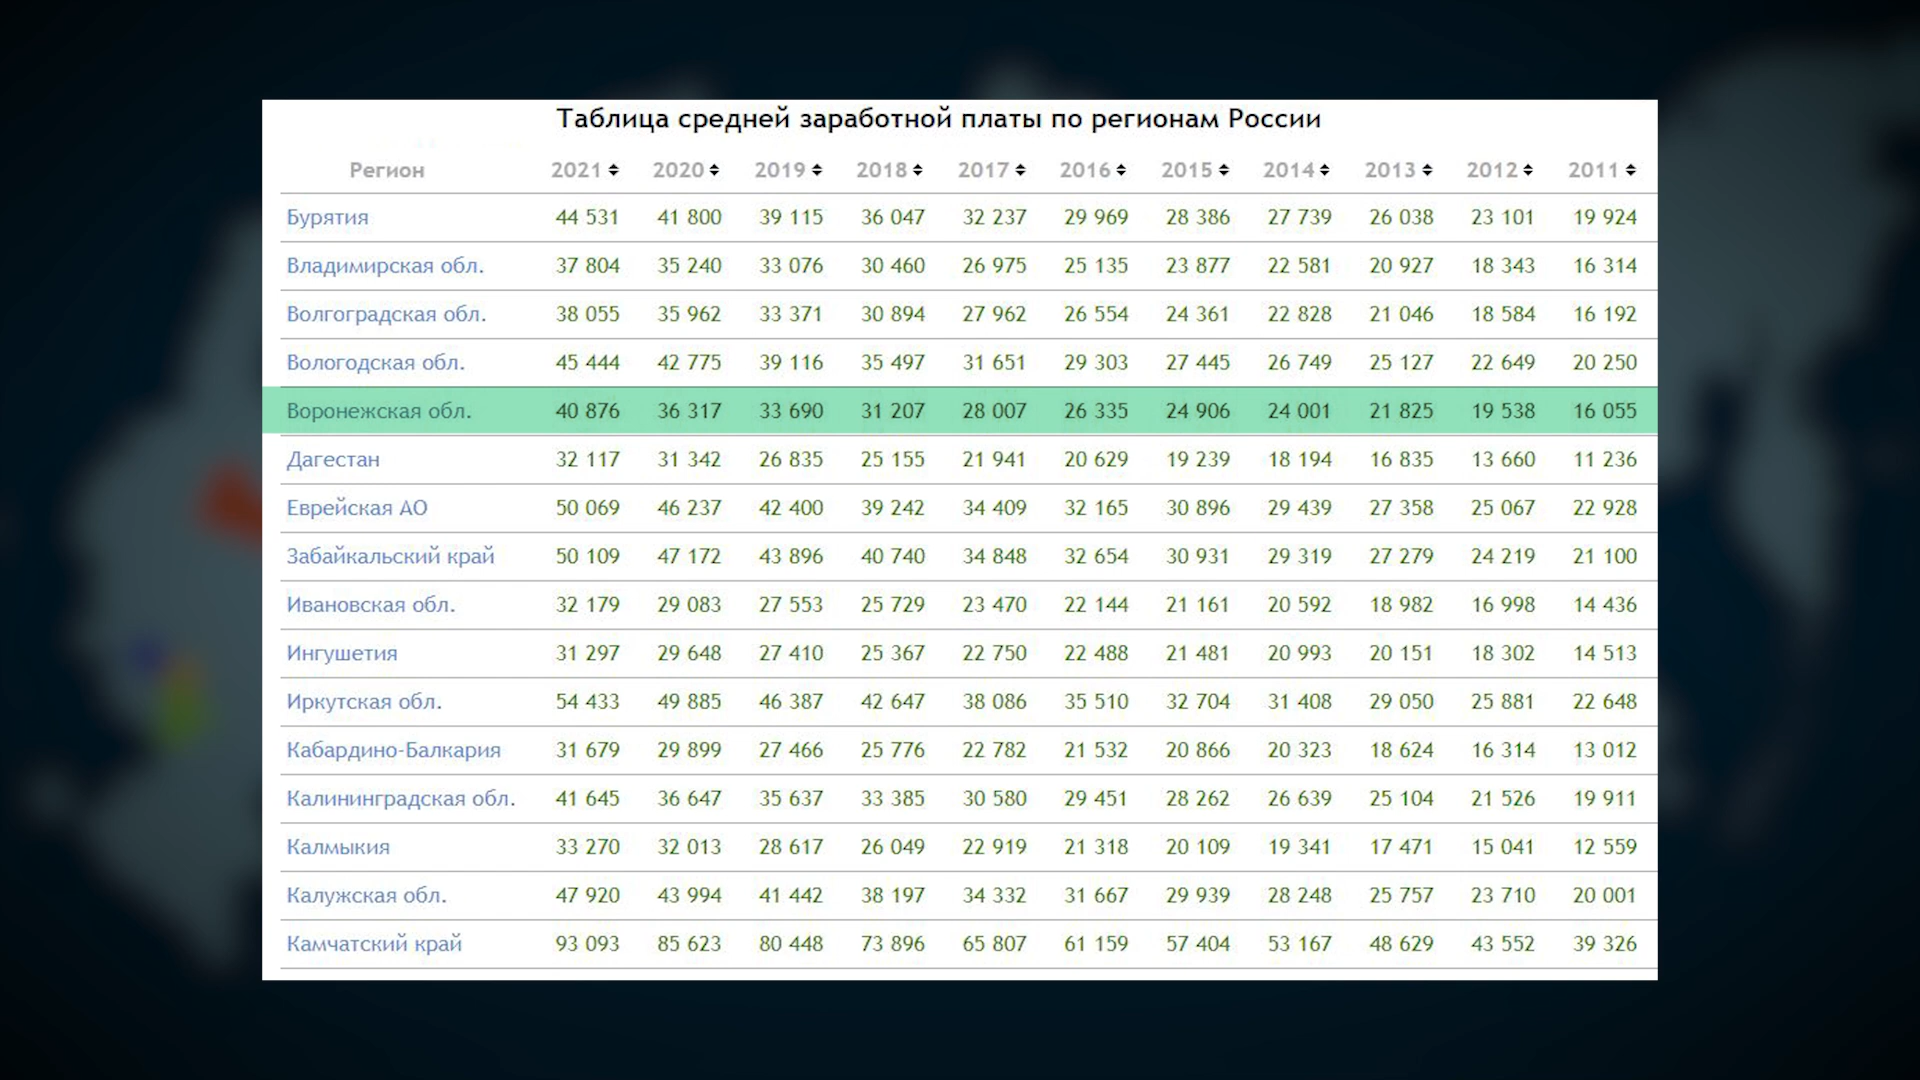 Таблица средней заработной платы по регионам России
Регион 2021 2020 2019 2018 2017 2016 2015 2014 2013 2012 2011
Бурятия 44 531 41 800 39 115 36 047 32 237 29 969 28 386 27 739 26 038 23 101 19 924
Владимирская обл. 37 804 35 240 33 076 30 460 26 975 25 135 23 877 22 581 20 927 18 343 16 314
Волгоградская обл. 38 055 35 962 33 371 30 894 27 962 26 554 24 361 22 828 21 046 18 584 16 192
Вологодская обл. 45 444 42 775 39 116 35 497 31 651 29 303 27 445 26 749 25 127 22 649 20 250
Воронежская обл. 40 876 36 317 33 690 31 207 28 007 26 335 24 906 24 001 21 825 19 538 16 055
Дагестан 32 117 31 342 26 835 25 155 21 941 20 629 19 239 18 194 16 835 13 660 11 236
Еврейская АО 50 069 46 237 42 400 39 242 34 409 32 165 30 896 29 439 27 358 25 067 22 928
Забайкальский край 50 109 47 172 43 896 40 740 34 848 32 654 30 931 29 319 27 279 24 219 21 100
Ивановская обл. 32 179 29 083 27 553 25 729 23 470 22 144 21 161 20 592 18 982 16 998 14 436
Ингушетия 31 297 29 648 27 410 25 367 22 750 22 488 21 481 20 993 20 151 18 302 14 513
Иркутская обл. 54 433 49 885 46 387 42 647 38 086 35 510 32 704 31 408 29 050 25 881 22 648
Кабардино-Балкария 31 679 29 899 27 466 25 776 22 782 21 532 20 866 20 323 18 624 16 314 13 012
Калининградская обл. 41 645 36 647 35 637 33 385 30 580 29 451 28 262 26 639 25 104 21 526 19 911
Калмыкия 33 270 32 013 28 617 26 049 22 919 21 318 20 109 19 341 17 471 15 041 12 559
Калужская обл. 47 920 43 994 41 442 38 197 34 332 31 667 29 939 28 248 25 757 23 710 20 001
Камчатский край 93 093 85 623 80 448 73 896 65 807 61 159 57 404 53 167 48 629 43 552 39 326